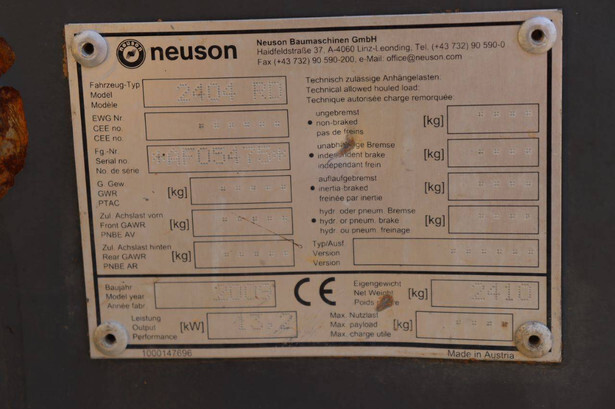 neuson
Neuson Baumaschinen GmbH
Haidfeldstraße 37, A-4060 Linz-Leonding, Tel. (+43 732) 90 590-0
Fax (+43 732) 90 590-200, e-Mail: office@neuson.com
Fahrzeug-Typ
Model
Modéle
2404 RD
EWG Nr.
CEE no.
CEE no.
Fg.-Nr.
Serial no.
No. de série
G. Gew.
GWR
PTAC
[kg]
Zul. Achslast vorn
Front GAWR
PNBE AV
[kg]
Zul. Achslast hinten
Rear GAWR
PNBE AR
[kg]
Technisch zulässige Anhängelasten:
Technical allowed houled load:
Technique autorisée charge remorquée:
ungebremst
• non-braked
pas de freins
[kg]
unabhängige Bremse
• independent brake
independant frein
[kg]
auflaufgebremst
• inertia-braked
freinée par inertie
[kg]
hydr. oder pneum. Bremse
• hydr. or pneum. brake
hydr. ou pneum. freinage
[kg]
Typ/Ausf.
Version
Version
Baujahr
Model year
Année fabr.
CE
Eigengewicht
Net Weight
Poids
[kg]
2410
Leistung
Output
Performance
[kW]
13,2
Max. Nutzlast
Max. payload
Max. charge utile
[kg]
1000147696
Made in Austria